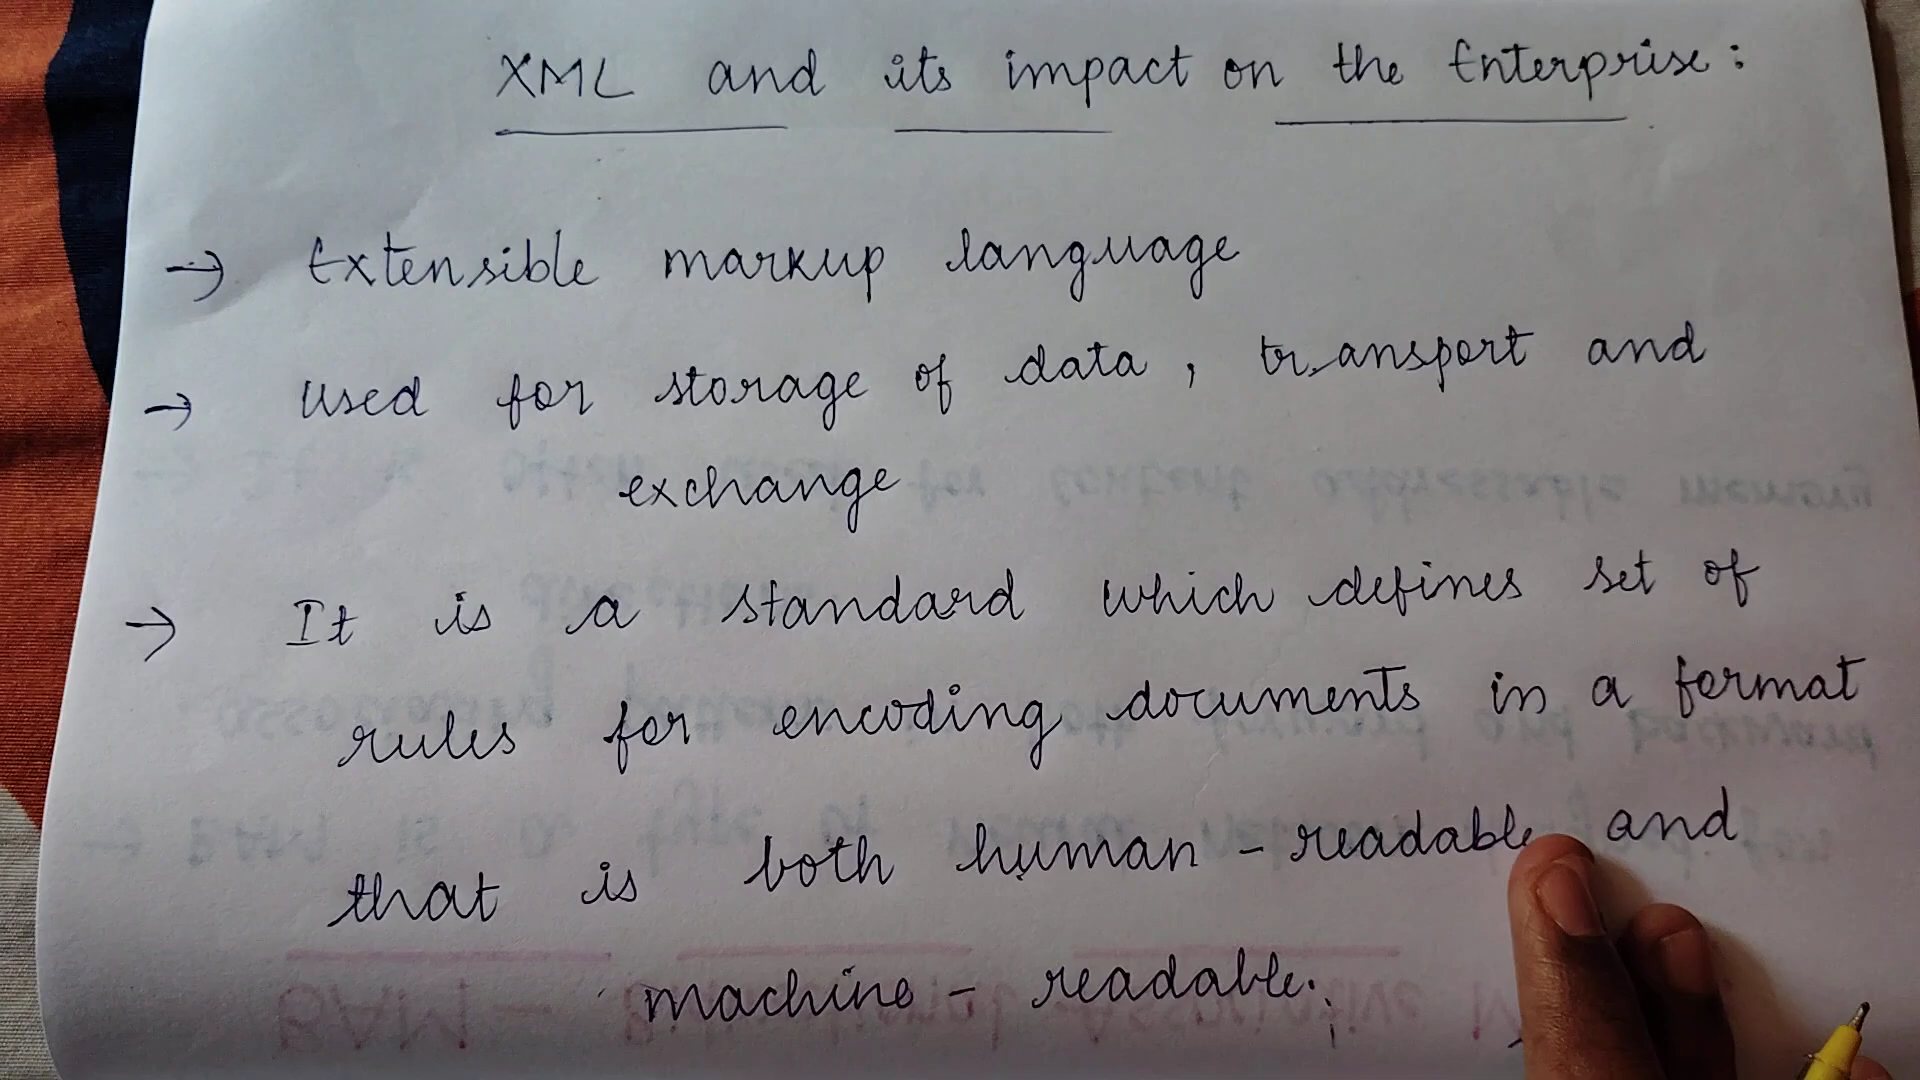 XML and its impact on the Enterprise:
→ Extensible markup language
→ Used for storage of data, transport and
exchange
→ It is a standard which defines set of
rules for encoding documents in a format
that is both human-readable and
machine-readable.